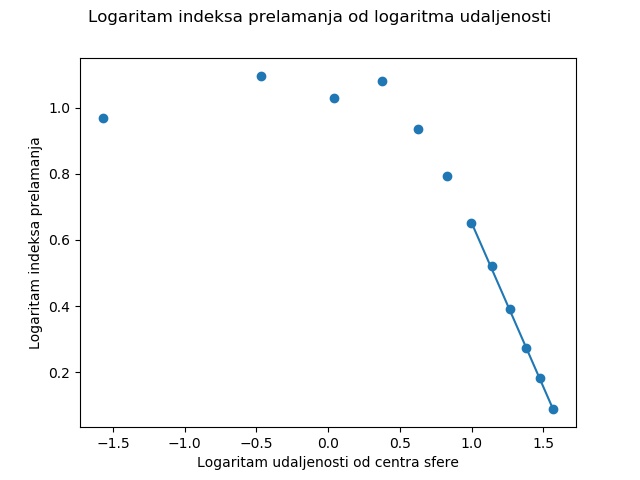 Logaritam indeksa prelamanja od logaritma udaljenosti
Logaritam indeksa prelamanja
1.0
0.8
0.6
0.4
0.2
−1.5 −1.0 −0.5 0.0 0.5 1.0 1.5
Logaritam udaljenosti od centra sfere